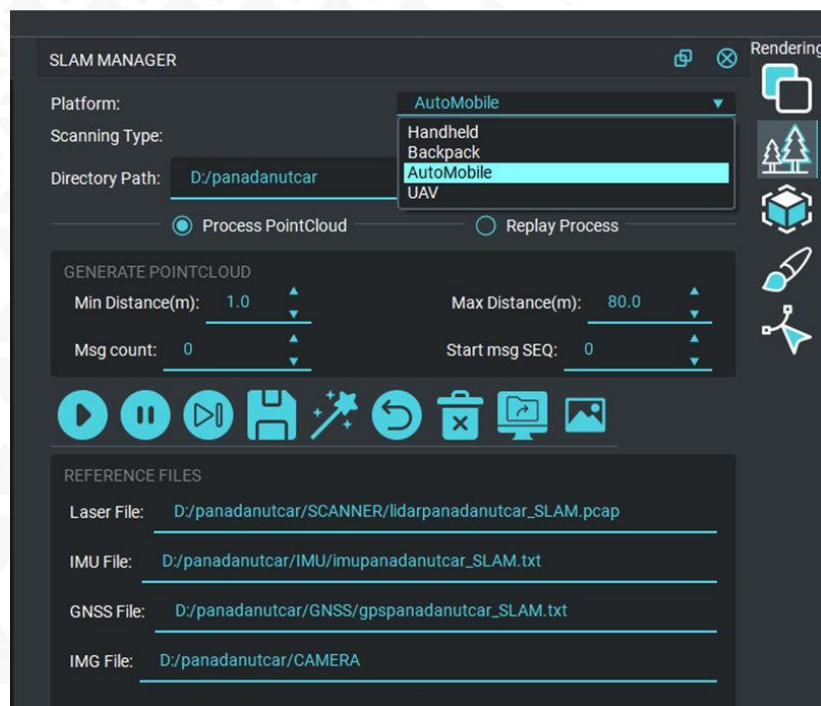 SLAM MANAGER
Rendering
Platform:
AutoMobile
Scanning Type:
Handheld
Backpack
AutoMobile
UAV
Directory Path:
D:/panadanutcar
Process PointCloud
Replay Process
GENERATE POINTCLOUD
Min Distance(m): 1.0
Max Distance(m): 80.0
Msg count: 0
Start msg SEQ: 0
REFERENCE FILES
Laser File: D:/panadanutcar/SCANNER/lidarpanadanutcar_SLAM.pcap
IMU File: D:/panadanutcar/IMU/imupanadanutcar_SLAM.txt
GNSS File: D:/panadanutcar/GNSS/gpspanadanutcar_SLAM.txt
IMG File: D:/panadanutcar/CAMERA